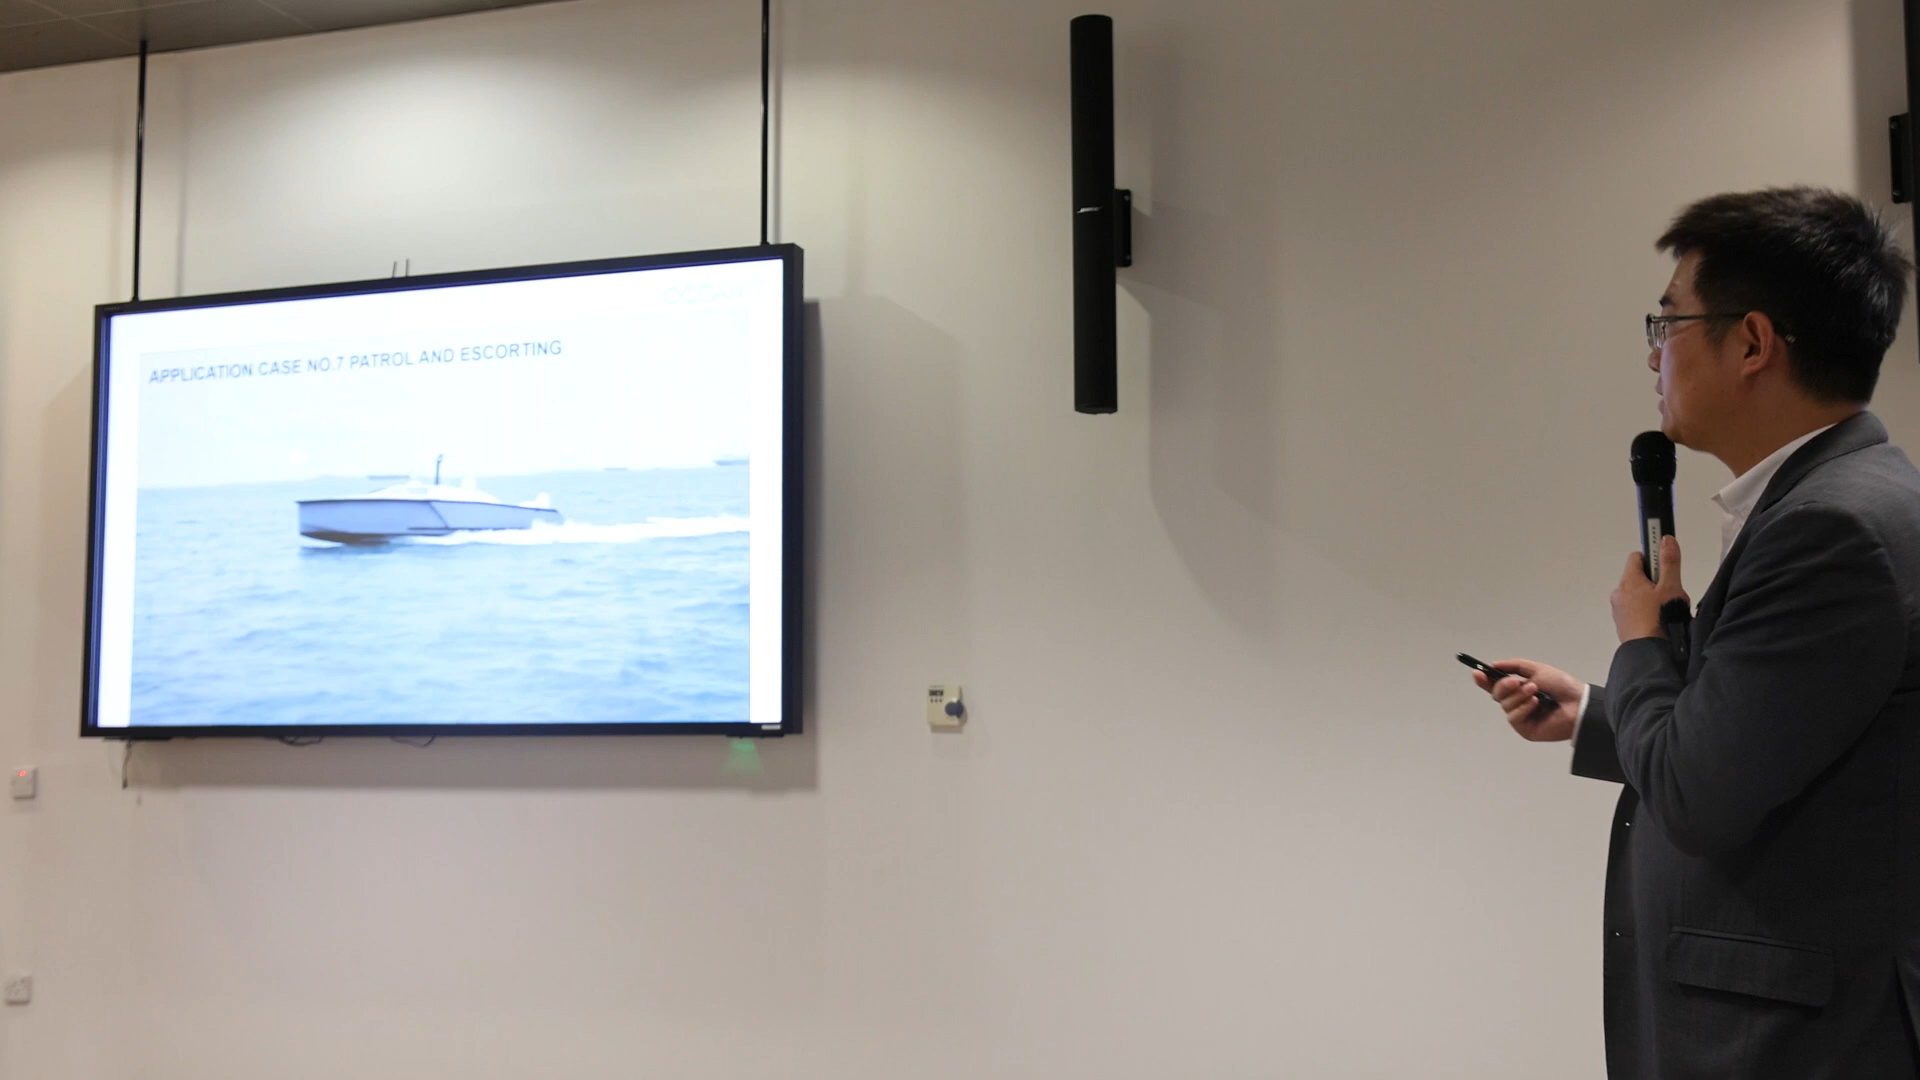 APPLICATION CASE NO.7 PATROL AND ESCORTING